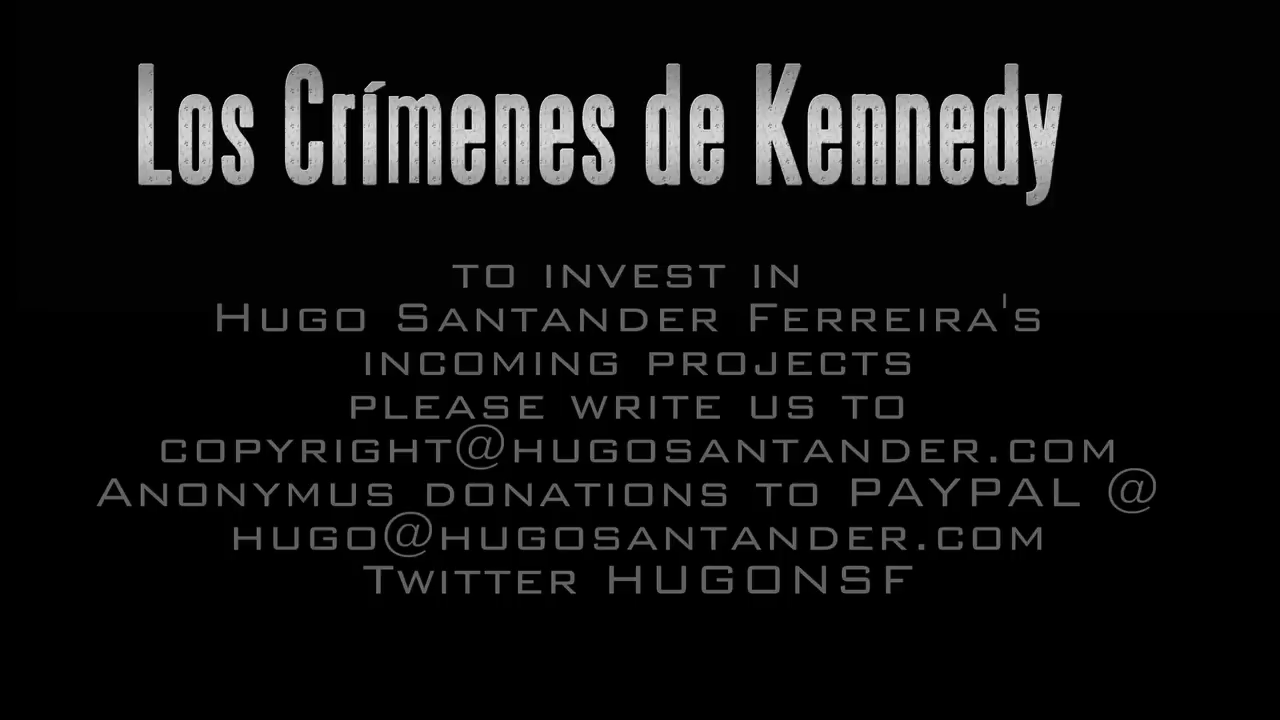 Los Crímenes de Kennedy
TO INVEST IN
HUGO SANTANDER FERREIRA'S
INCOMING PROJECTS
PLEASE WRITE US TO
COPYRIGHT@HUGOSANTANDER.COM
ANONYMUS DONATIONS TO PAYPAL @
HUGO@HUGOSANTANDER.COM
TWITTER HUGONSF